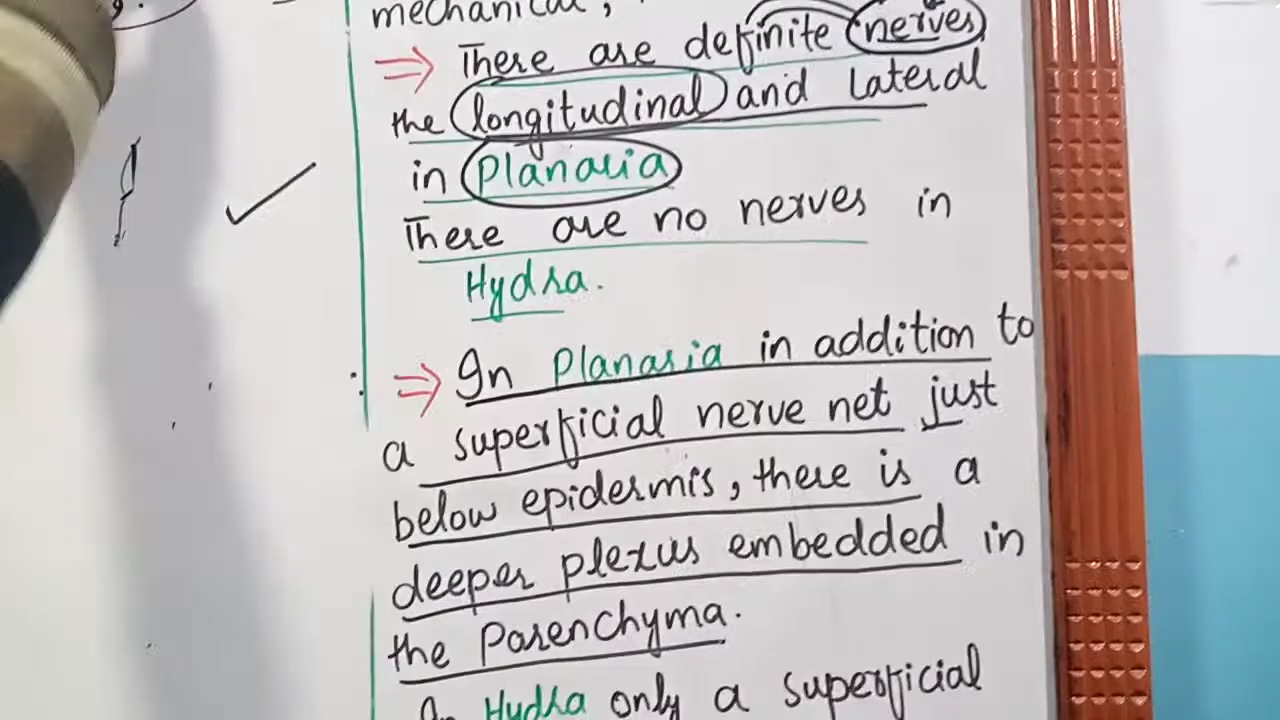 mechanical,
⇒ There are definite nerves
the longitudinal and lateral
in Planaria
There are no nerves in
Hydra.
⇒ In Planaria in addition to
a superficial nerve net just
below epidermis, there is a
deeper plexus embedded in
the Parenchyma.
In Hydra only a superficial